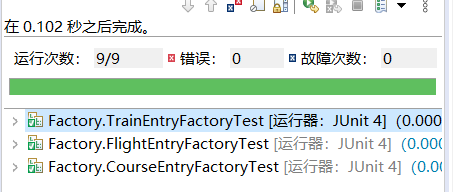 在 0.102 秒之后完成。
运行次数： 9/9 错误： 0 故障次数： 0
Factory.TrainEntryFactoryTest [运行器：JUnit 4] (0.000
Factory.FlightEntryFactoryTest [运行器：JUnit 4] (0.000
Factory.CourseEntryFactoryTest [运行器：JUnit 4] (0.00